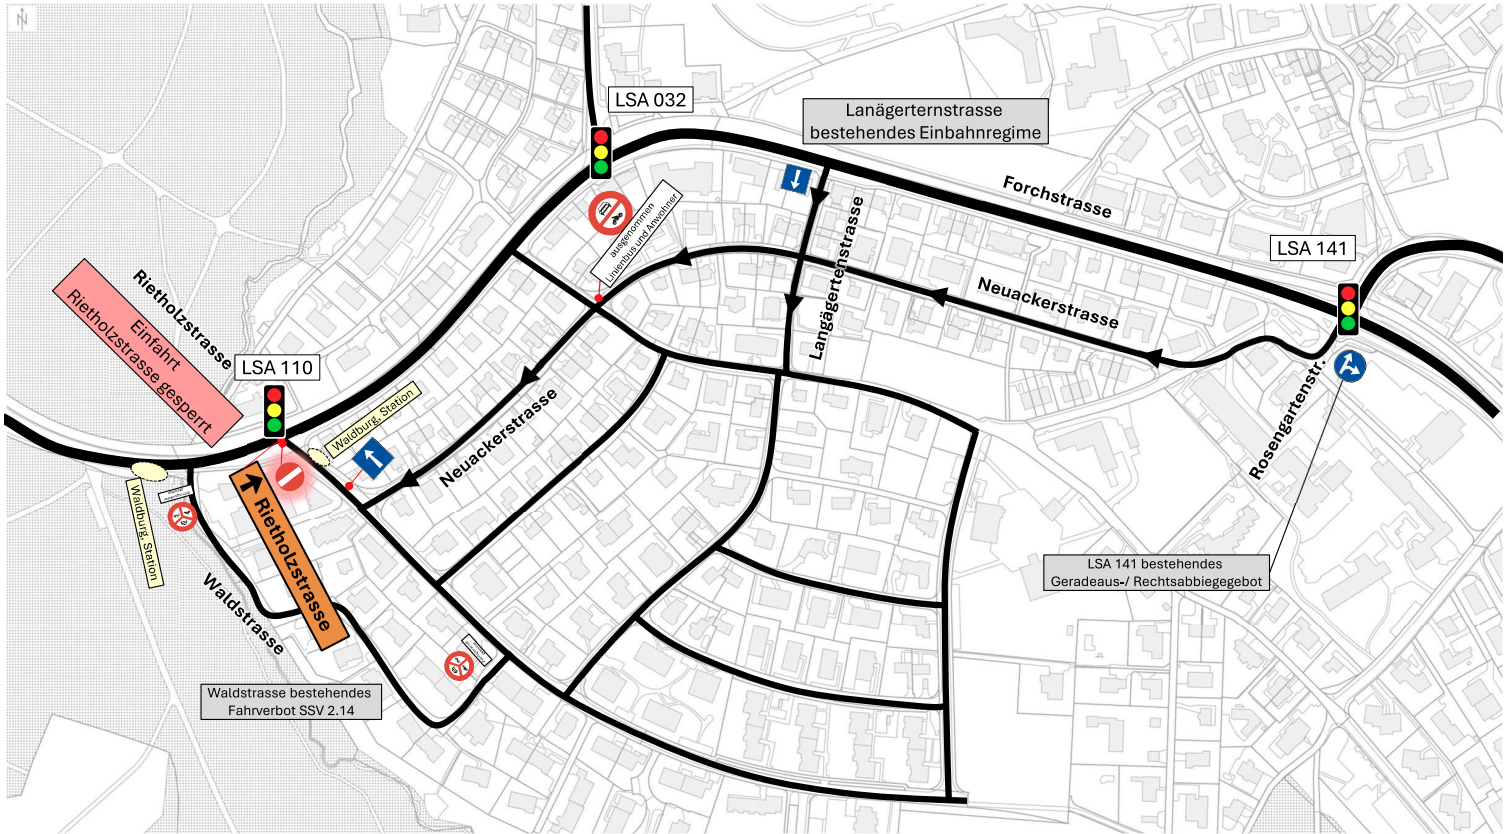 N
LSA 032
Lanägerternstrasse
bestehendes Einbahnregime
Forchstrasse
LSA 141
ausgenommen
Linienbus und Anwohner
Langägertenstrasse
Neuackerstrasse
Rietholzstrasse
Einfahrt
Rietholzstrasse gesperrt
LSA 110
Waldburg, Station
Neuackerstrasse
Rosengartenstr.
Waldburg, Station
Rietholzstrasse
Waldstrasse
LSA 141 bestehendes
Geradeaus-/ Rechtsabbiegegebot
Waldstrasse bestehendes
Fahrverbot SSV 2.14